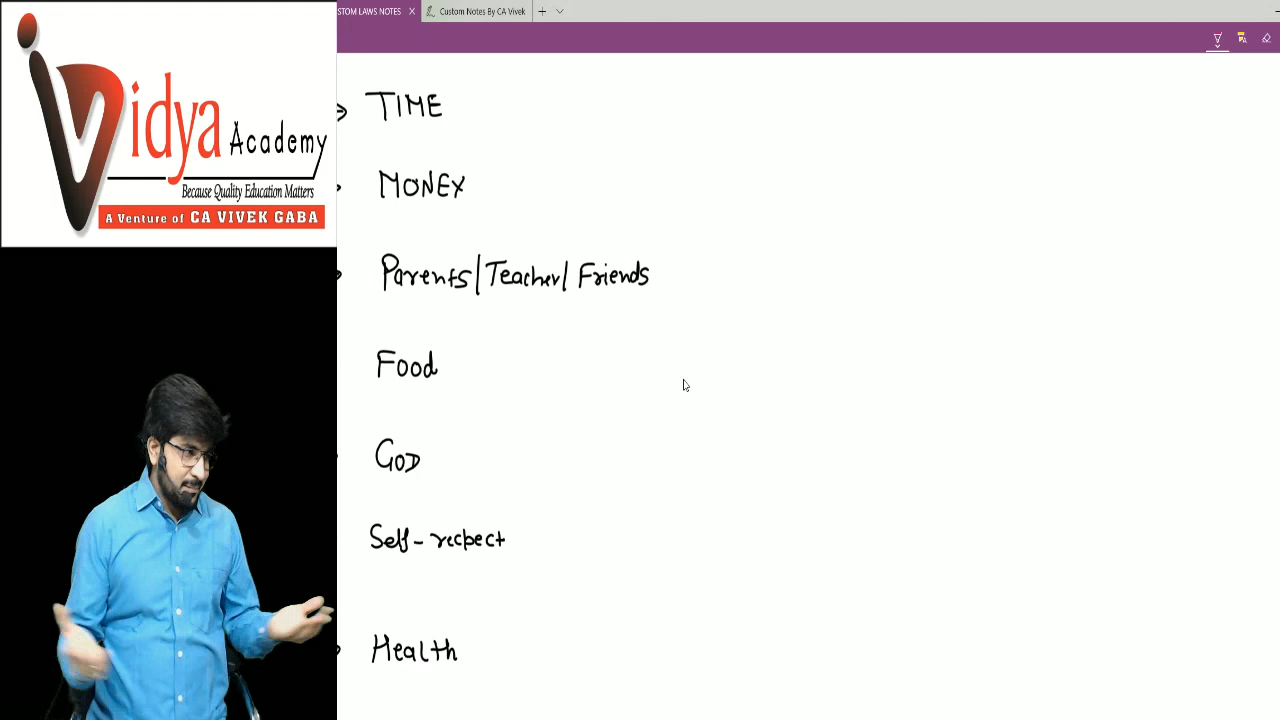 STOM LAWS NOTES
Custom Notes By CA Vivek
Vidya Academy
Because Quality Education Matters
A Venture of CA VIVEK GABA
TIME
MONEY
Parents/Teacher/Friends
Food
GOD
Self-respect
Health